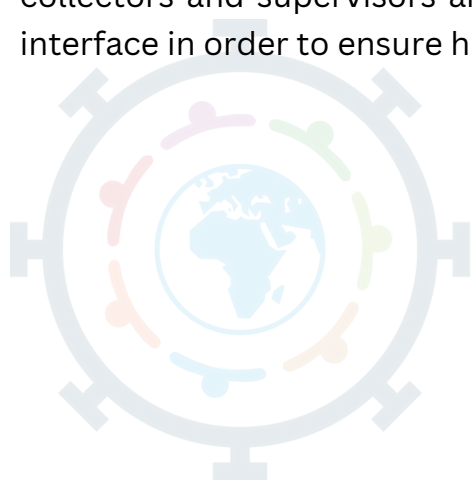 collectors and supervisors
interface in order to ensure